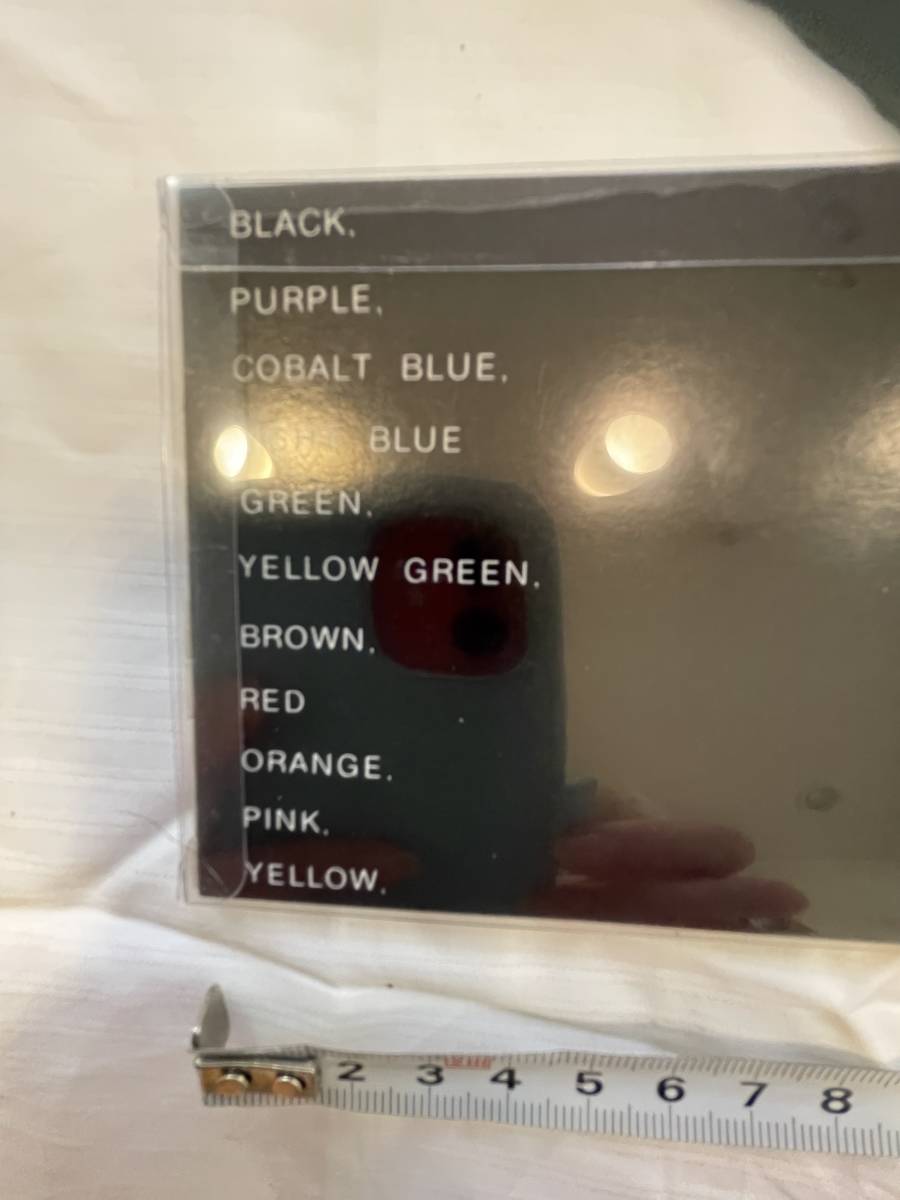 BLACK.
PURPLE.
COBALT BLUE.
BLUE
GREEN.
YELLOW GREEN.
BROWN.
RED
ORANGE.
PINK.
YELLOW.
2 3 4 5 6 7 8